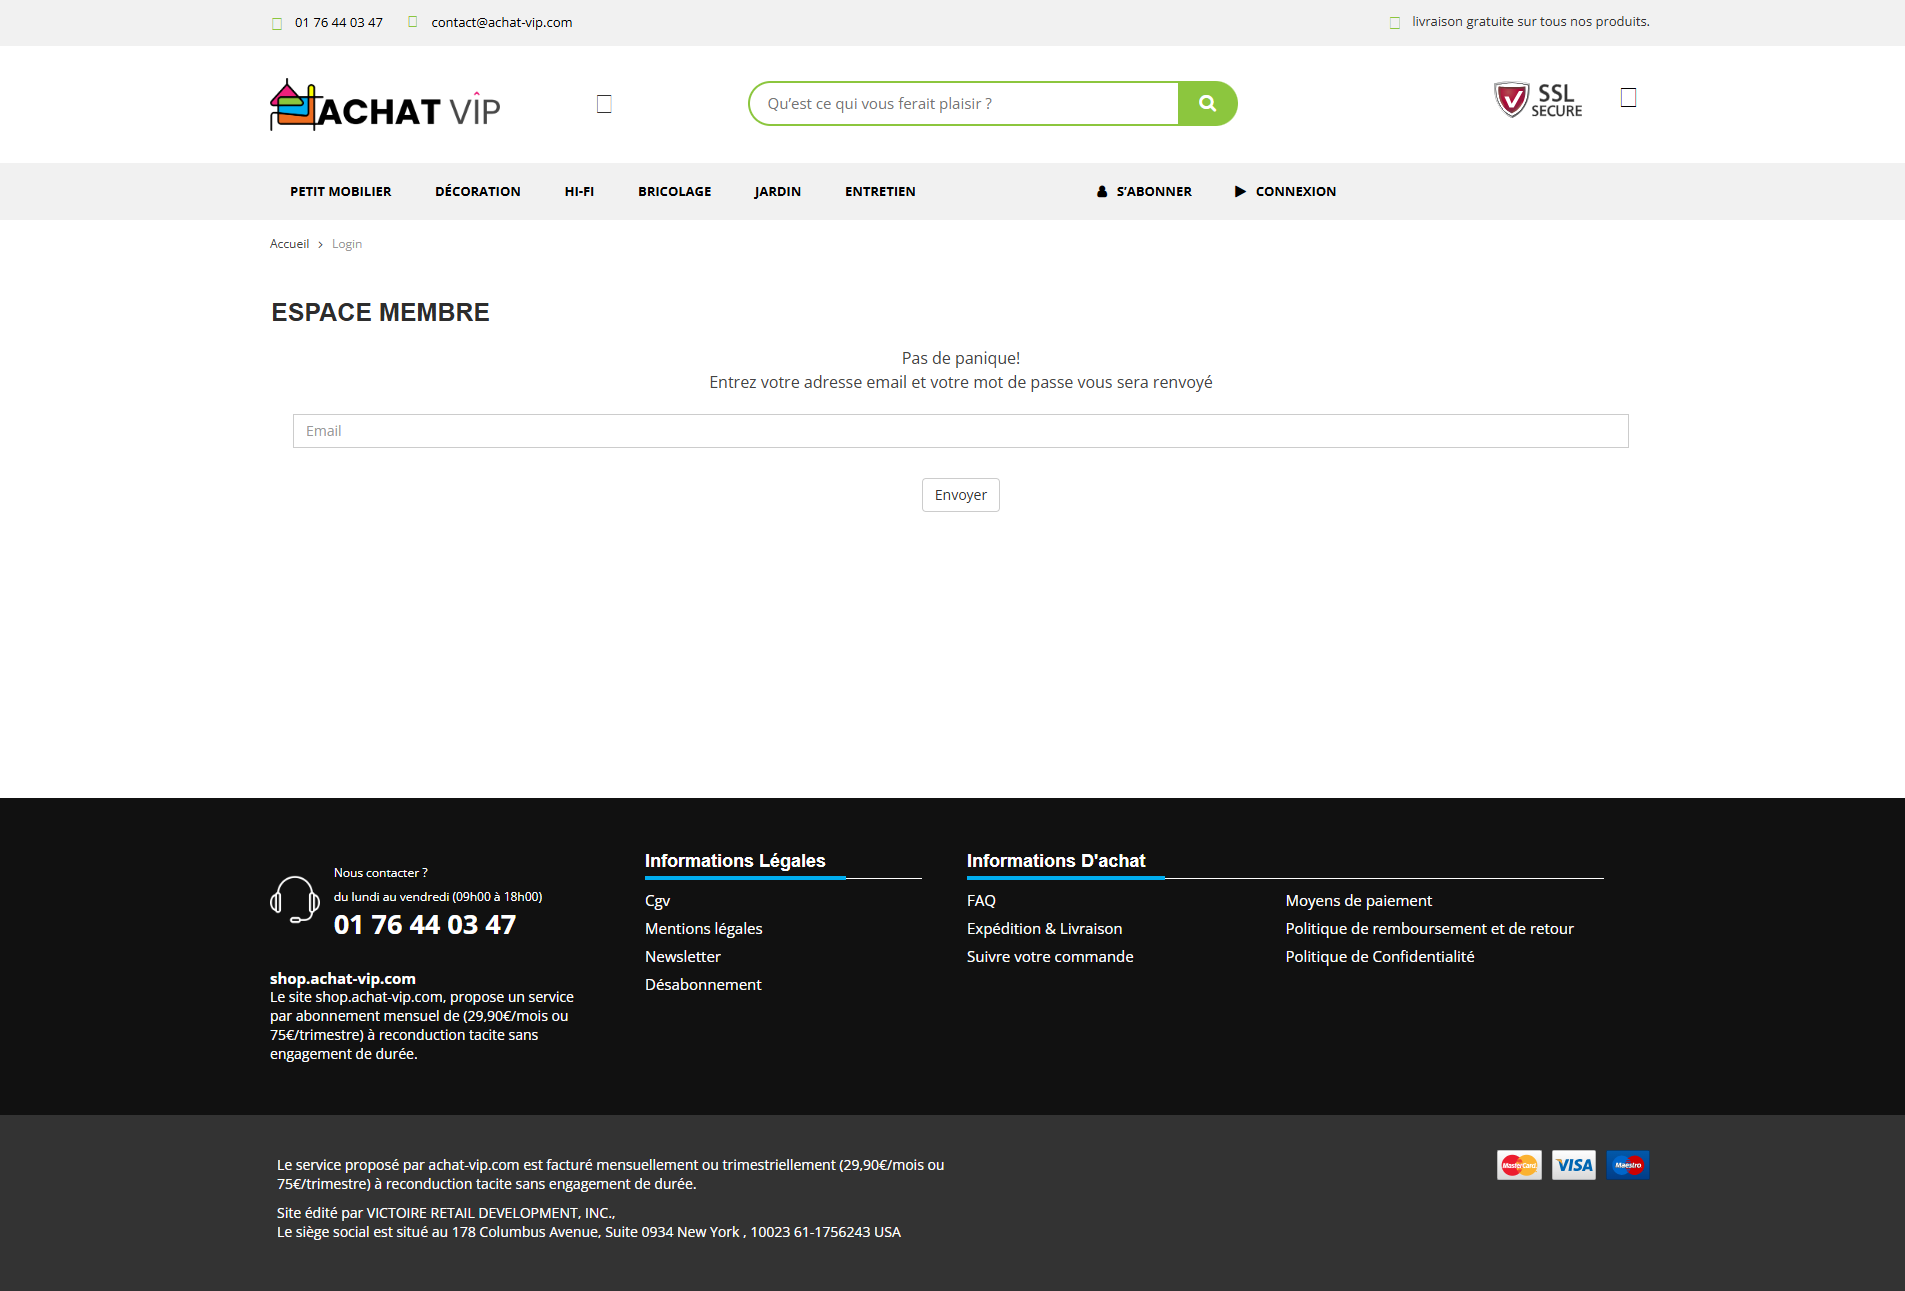 01 76 44 03 47
contact@achat-vip.com
livraison gratuite sur tous nos produits.
ACHAT VIP
Qu'est ce qui vous ferait plaisir ?
SSL
SECURE
PETIT MOBILIER
DÉCORATION
HI-FI
BRICOLAGE
JARDIN
ENTRETIEN
S'ABONNER
CONNEXION
Accueil > Login
ESPACE MEMBRE
Pas de panique!
Entrez votre adresse email et votre mot de passe vous sera renvoyé
Email
Envoyer
Nous contacter ?
du lundi au vendredi (09h00 à 18h00)
01 76 44 03 47
shop.achat-vip.com
Le site shop.achat-vip.com, propose un service
par abonnement mensuel de (29,90€/mois ou
75€/trimestre) à reconduction tacite sans
engagement de durée.
Informations Légales
Cgv
Mentions légales
Newsletter
Désabonnement
Informations D'achat
FAQ
Expédition & Livraison
Suivre votre commande
Moyens de paiement
Politique de remboursement et de retour
Politique de Confidentialité
Le service proposé par achat-vip.com est facturé mensuellement ou trimestriellement (29,90€/mois ou
75€/trimestre) à reconduction tacite sans engagement de durée.
Site édité par VICTOIRE RETAIL DEVELOPMENT, INC.,
Le siège social est situé au 178 Columbus Avenue, Suite 0934 New York , 10023 61-1756243 USA
MasterCard
VISA
Maestro